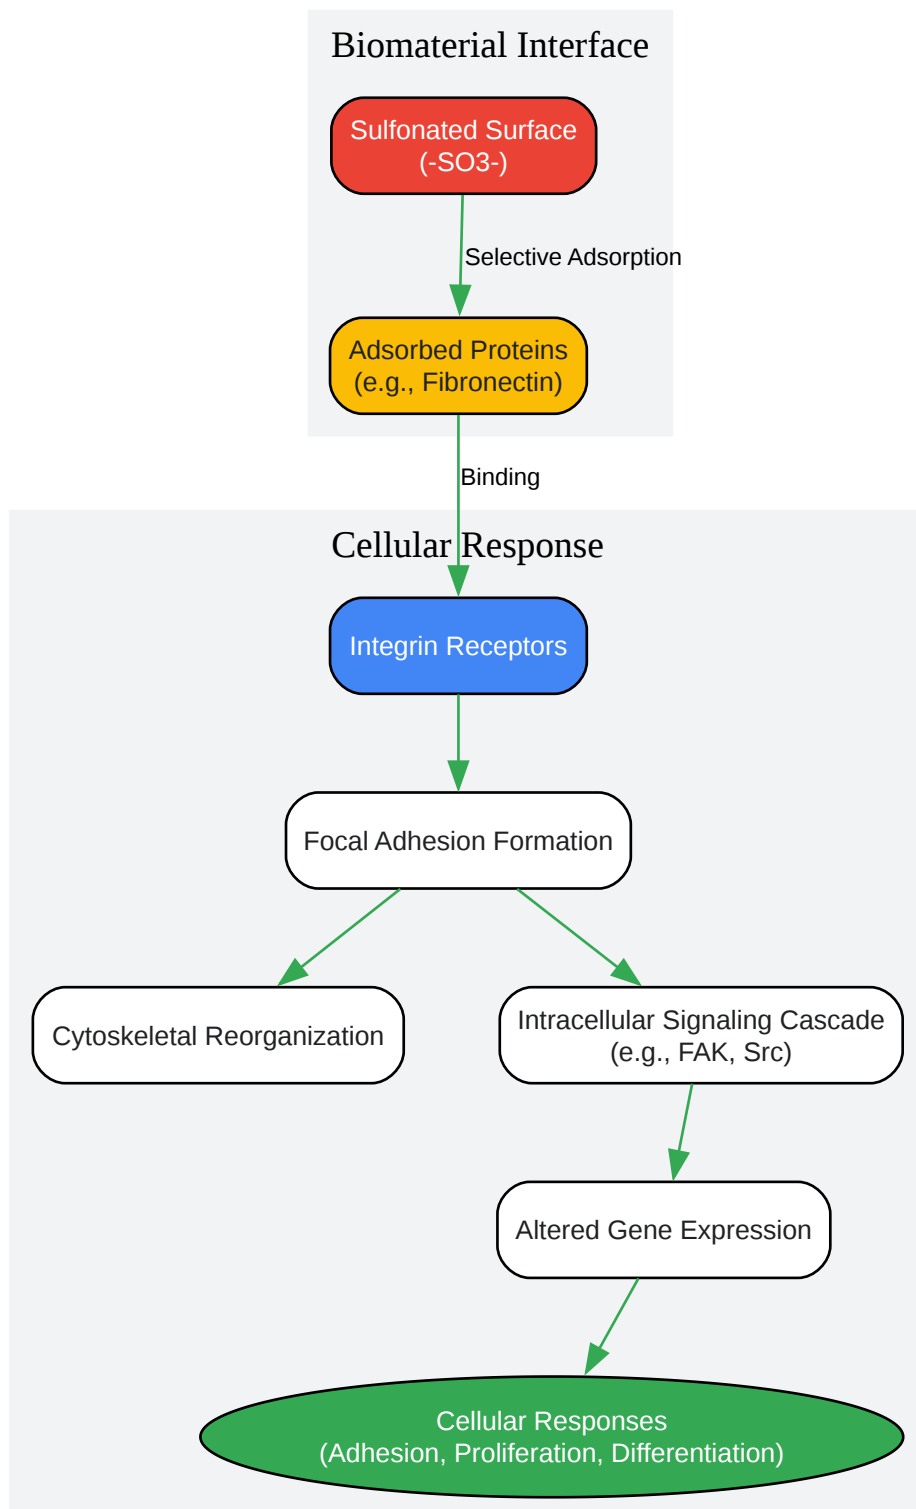 Biomaterial Interface
Sulfonated Surface
(-SO3-)
Selective Adsorption
Adsorbed Proteins
(e.g., Fibronectin)
Binding
Cellular Response
Integrin Receptors
Focal Adhesion Formation
Cytoskeletal Reorganization
Intracellular Signaling Cascade
(e.g., FAK, Src)
Altered Gene Expression
Cellular Responses
(Adhesion, Proliferation, Differentiation)